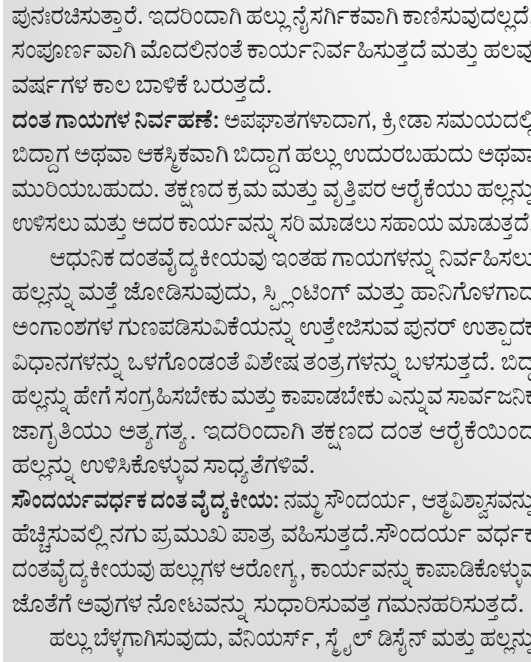 ಪುನಃರಚಿಸುತ್ತಾರೆ. ಇದರಿಂದಾಗಿ ಹಲ್ಲು ನೈಸರ್ಗಿಕವಾಗಿ ಕಾಣಿಸುವುದಲ್ಲದೆ,
ಸಂಪೂರ್ಣವಾಗಿ ಮೊದಲಿನಂತೆ ಕಾರ್ಯನಿರ್ವಹಿಸುತ್ತದೆ ಮತ್ತು ಹಲವು
ವರ್ಷಗಳ ಕಾಲ ಬಾಳಿಕೆ ಬರುತ್ತದೆ.
ದಂತ ಗಾಯಗಳ ನಿರ್ವಹಣೆ: ಅಪಘಾತಗಳಾದಾಗ, ಕ್ರೀಡಾ ಸಮಯದಲ್ಲಿ
ಬಿದ್ದಾಗ ಅಥವಾ ಆಕಸ್ಮಿಕವಾಗಿ ಬಿದ್ದಾಗ ಹಲ್ಲು ಉದುರಬಹುದು ಅಥವಾ
ಮುರಿಯಬಹುದು. ತಕ್ಷಣದ ಕ್ರಮ ಮತ್ತು ವೃತ್ತಿಪರ ಆರೈಕೆಯು ಹಲ್ಲನ್ನು
ಉಳಿಸಲು ಮತ್ತು ಅದರ ಕಾರ್ಯವನ್ನು ಸರಿ ಮಾಡಲು ಸಹಾಯ ಮಾಡುತ್ತದೆ.
ಆಧುನಿಕ ದಂತವೈದ್ಯಕೀಯವು ಇಂತಹ ಗಾಯಗಳನ್ನು ನಿರ್ವಹಿಸಲು
ಹಲ್ಲನ್ನು ಮತ್ತೆ ಜೋಡಿಸುವುದು, ಸ್ಪ್ಲಿಂಟಿಂಗ್ ಮತ್ತು ಹಾನಿಗೊಳಗಾದ
ಅಂಗಾಂಶಗಳ ಗುಣಪಡಿಸುವಿಕೆಯನ್ನು ಉತ್ತೇಜಿಸುವ ಪುನರ್ ಉತ್ಪಾದಕ
ವಿಧಾನಗಳನ್ನು ಒಳಗೊಂಡಂತೆ ವಿಶೇಷ ತಂತ್ರಗಳನ್ನು ಬಳಸುತ್ತದೆ. ಬಿದ್ದ
ಹಲ್ಲನ್ನು ಹೇಗೆ ಸಂಗ್ರಹಿಸಬೇಕು ಮತ್ತು ಕಾಪಾಡಬೇಕು ಎನ್ನುವ ಸಾರ್ವಜನಿಕ
ಜಾಗೃತಿಯು ಅತ್ಯಗತ್ಯ. ಇದರಿಂದಾಗಿ ತಕ್ಷಣದ ದಂತ ಆರೈಕೆಯಿಂದ
ಹಲ್ಲನ್ನು ಉಳಿಸಿಕೊಳ್ಳುವ ಸಾಧ್ಯತೆಗಳಿವೆ.
ಸೌಂದರ್ಯವರ್ಧಕ ದಂತ ವೈದ್ಯಕೀಯ: ನಮ್ಮ ಸೌಂದರ್ಯ, ಆತ್ಮವಿಶ್ವಾಸವನ್ನು
ಹೆಚ್ಚಿಸುವಲ್ಲಿ ನಗು ಪ್ರಮುಖ ಪಾತ್ರ ವಹಿಸುತ್ತದೆ.ಸೌಂದರ್ಯ ವರ್ಧಕ
ದಂತವೈದ್ಯಕೀಯವು ಹಲ್ಲುಗಳ ಆರೋಗ್ಯ, ಕಾರ್ಯವನ್ನು ಕಾಪಾಡಿಕೊಳ್ಳುವ
ಜೊತೆಗೆ ಅವುಗಳ ನೋಟವನ್ನು ಸುಧಾರಿಸುವತ್ತ ಗಮನಹರಿಸುತ್ತದೆ.
ಹಲ್ಲು ಬೆಳ್ಳಗಾಗಿಸುವುದು, ವೆನಿಯರ್ಸ್, ಸ್ಮೈಲ್ ಡಿಸೈನ್ ಮತ್ತು ಹಲ್ಲನ್ನು